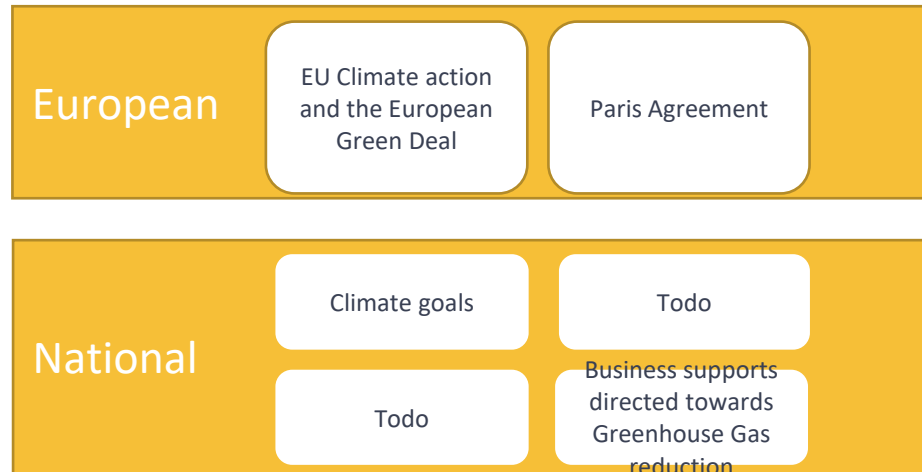 European
EU Climate action
and the European
Green Deal
Paris Agreement
National
Climate goals
Todo
Todo
Business supports
directed towards
Greenhouse Gas
reduction